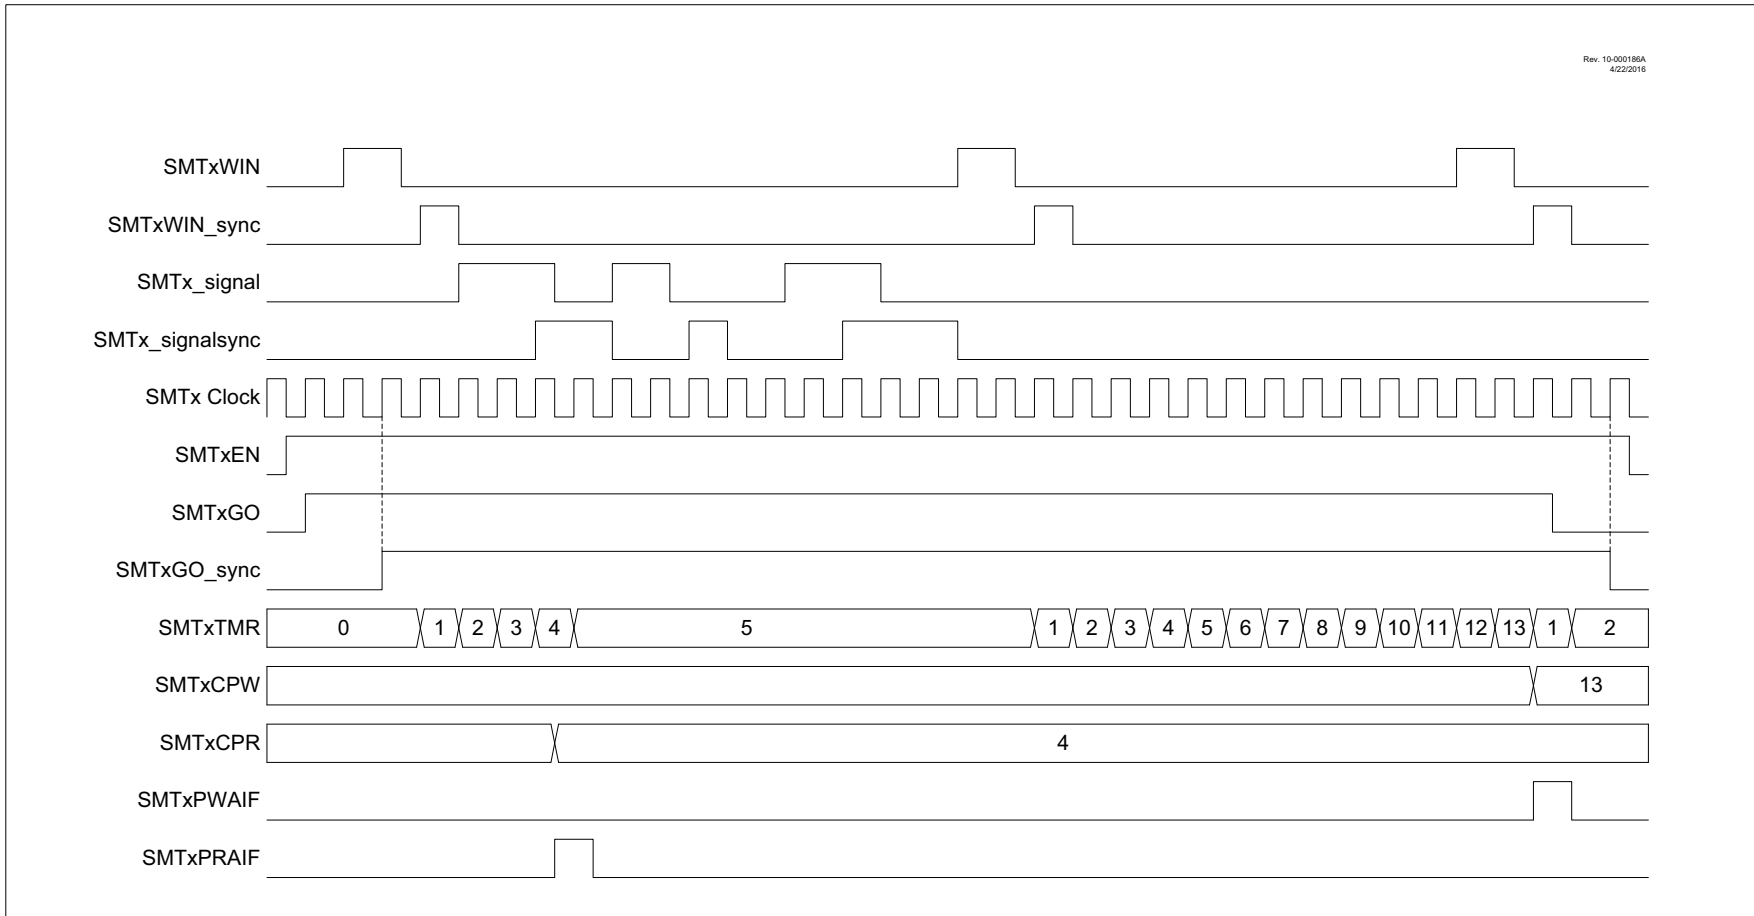 Rev. 10-000186A
4/22/2016
SMTxWIN
SMTxWIN_sync
SMTx_signal
SMTx_signalsync
SMTx Clock
SMTxEN
SMTxGO
SMTxGO_sync
SMTxTMR 0 1 2 3 4 5 1 2 3 4 5 6 7 8 9 10 11 12 13 1 2
SMTxCPW 13
SMTxCPR 4
SMTxPWAIF
SMTxPRAIF